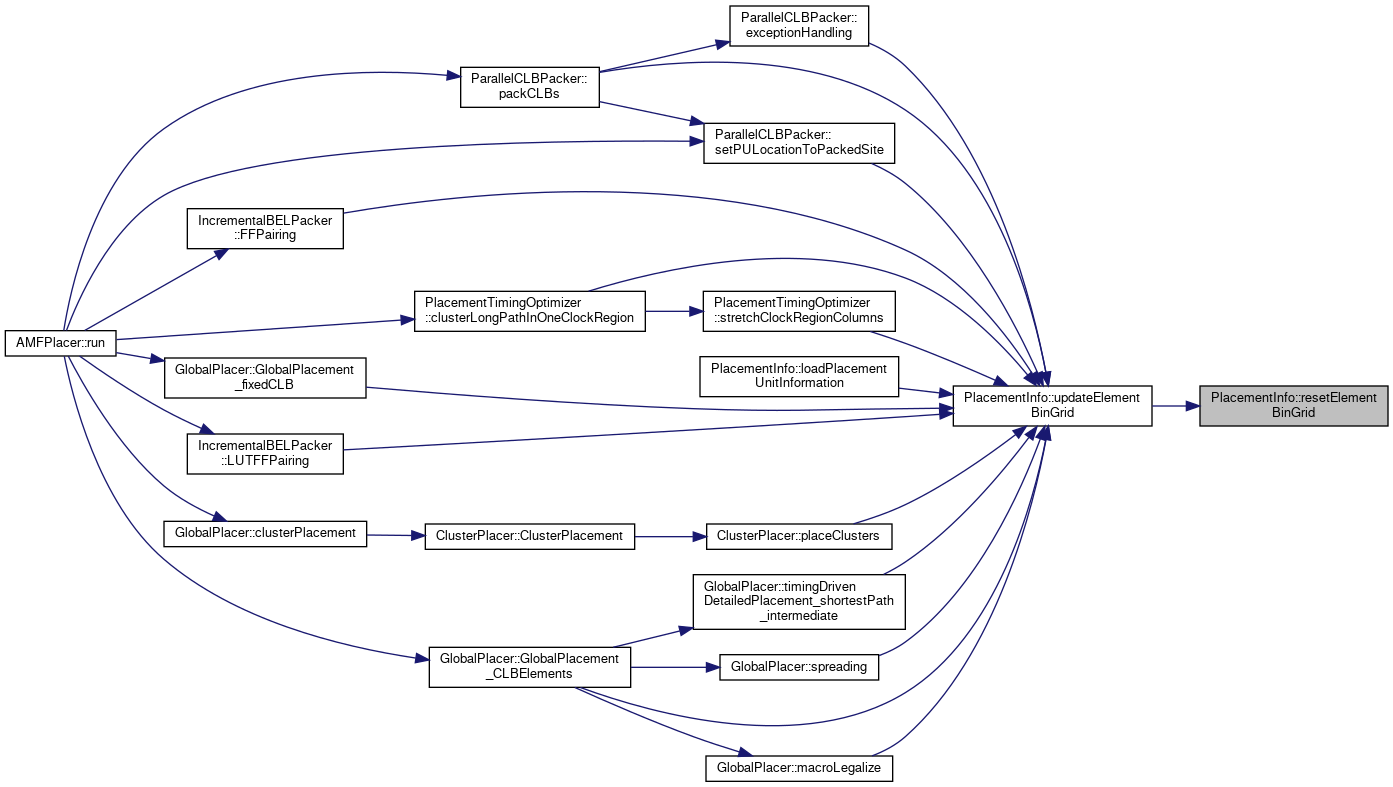 ParallelCLBPacker::
exceptionHandling
ParallelCLBPacker::
packCLBs
ParallelCLBPacker::
setPULocationToPackedSite
IncrementalBELPacker
::FFPairing
PlacementTimingOptimizer
::clusterLongPathInOneClockRegion
PlacementTimingOptimizer
::stretchClockRegionColumns
AMFPlacer::run
GlobalPlacer::GlobalPlacement
_fixedCLB
PlacementInfo::loadPlacement
UnitInformation
PlacementInfo::updateElement
BinGrid
PlacementInfo::resetElement
BinGrid
IncrementalBELPacker
::LUTFFPairing
GlobalPlacer::clusterPlacement
ClusterPlacer::ClusterPlacement
ClusterPlacer::placeClusters
GlobalPlacer::timingDriven
DetailedPlacement_shortestPath
_intermediate
GlobalPlacer::GlobalPlacement
_CLBElements
GlobalPlacer::spreading
GlobalPlacer::macroLegalize